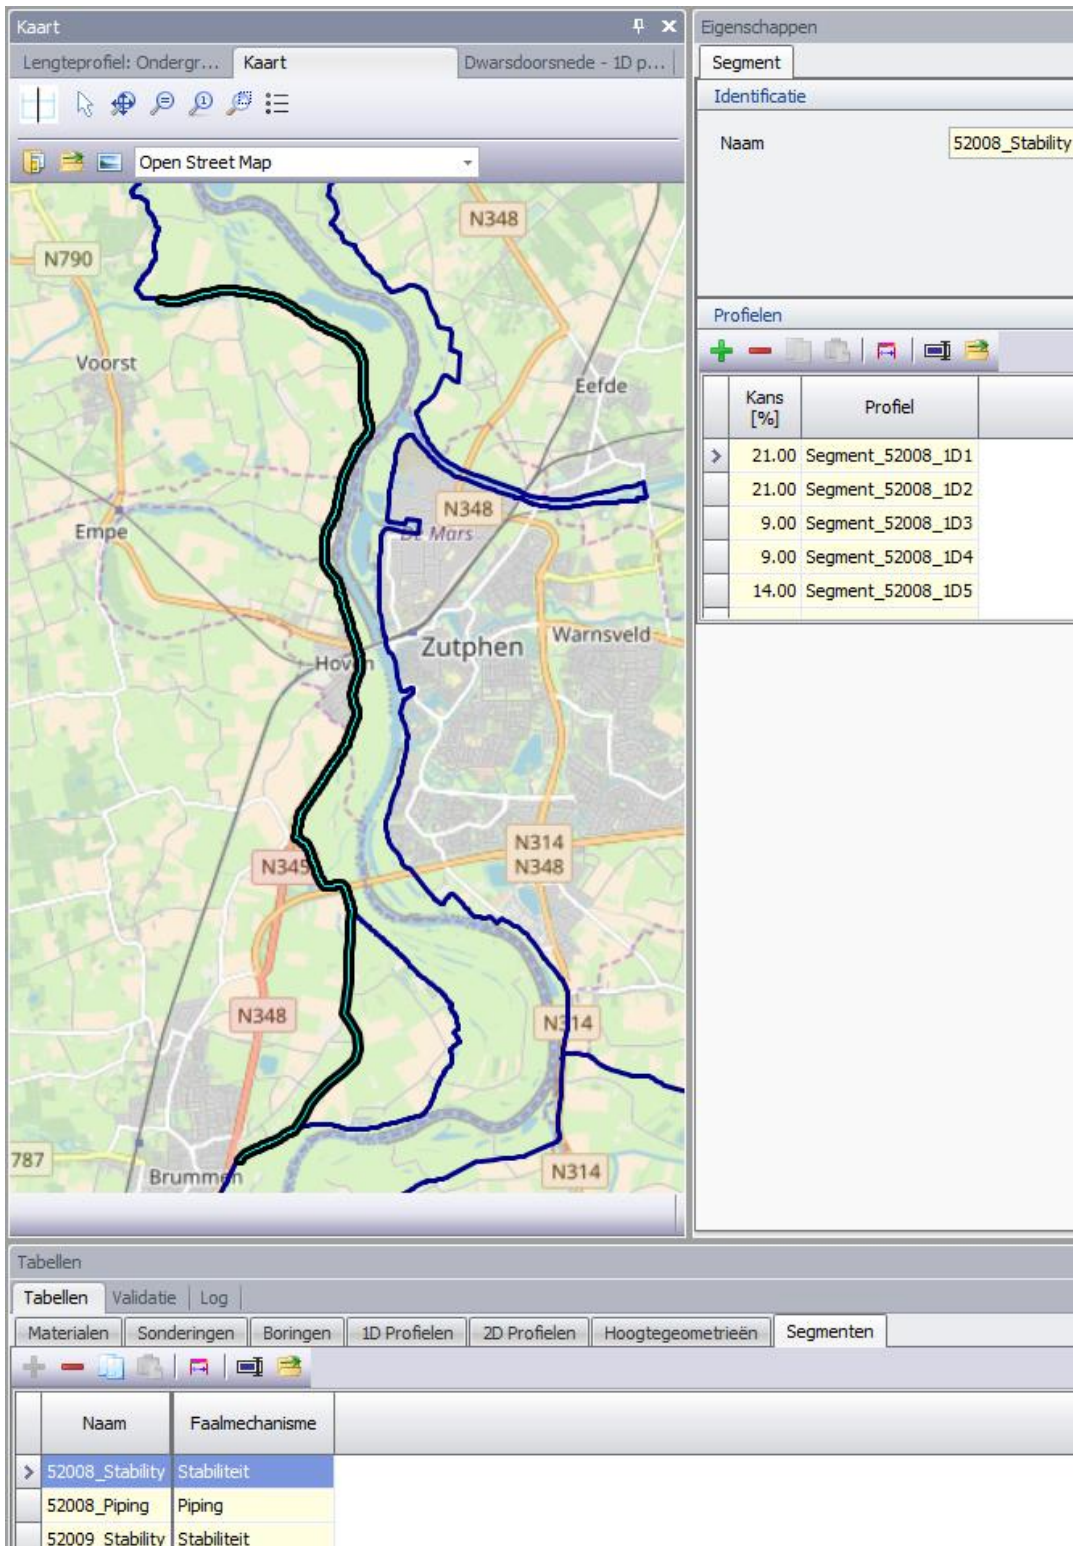 Kaart
Lengteprofiel: Ondergr...
Kaart
Dwarsdoorsnede - 1D p...
Open Street Map
N348
N790
Voorst
Eefde
N348
De Mars
Empe
Zutphen
Warnsveld
Hoven
N314
N348
N345
N348
N314
787
Brummen
N314
Eigenschappen
Segment
Identificatie
Naam 52008_Stability
Profielen
Kans [%] Profiel
21.00 Segment_52008_1D1
21.00 Segment_52008_1D2
9.00 Segment_52008_1D3
9.00 Segment_52008_1D4
14.00 Segment_52008_1D5
Tabellen
Tabellen Validatie Log
Materialen Sonderingen Boringen 1D Profielen 2D Profielen Hoogtegeometrieën Segmenten
Naam Faalmechanisme
52008_Stability Stabiliteit
52008_Piping Piping
52009_Stability Stabiliteit